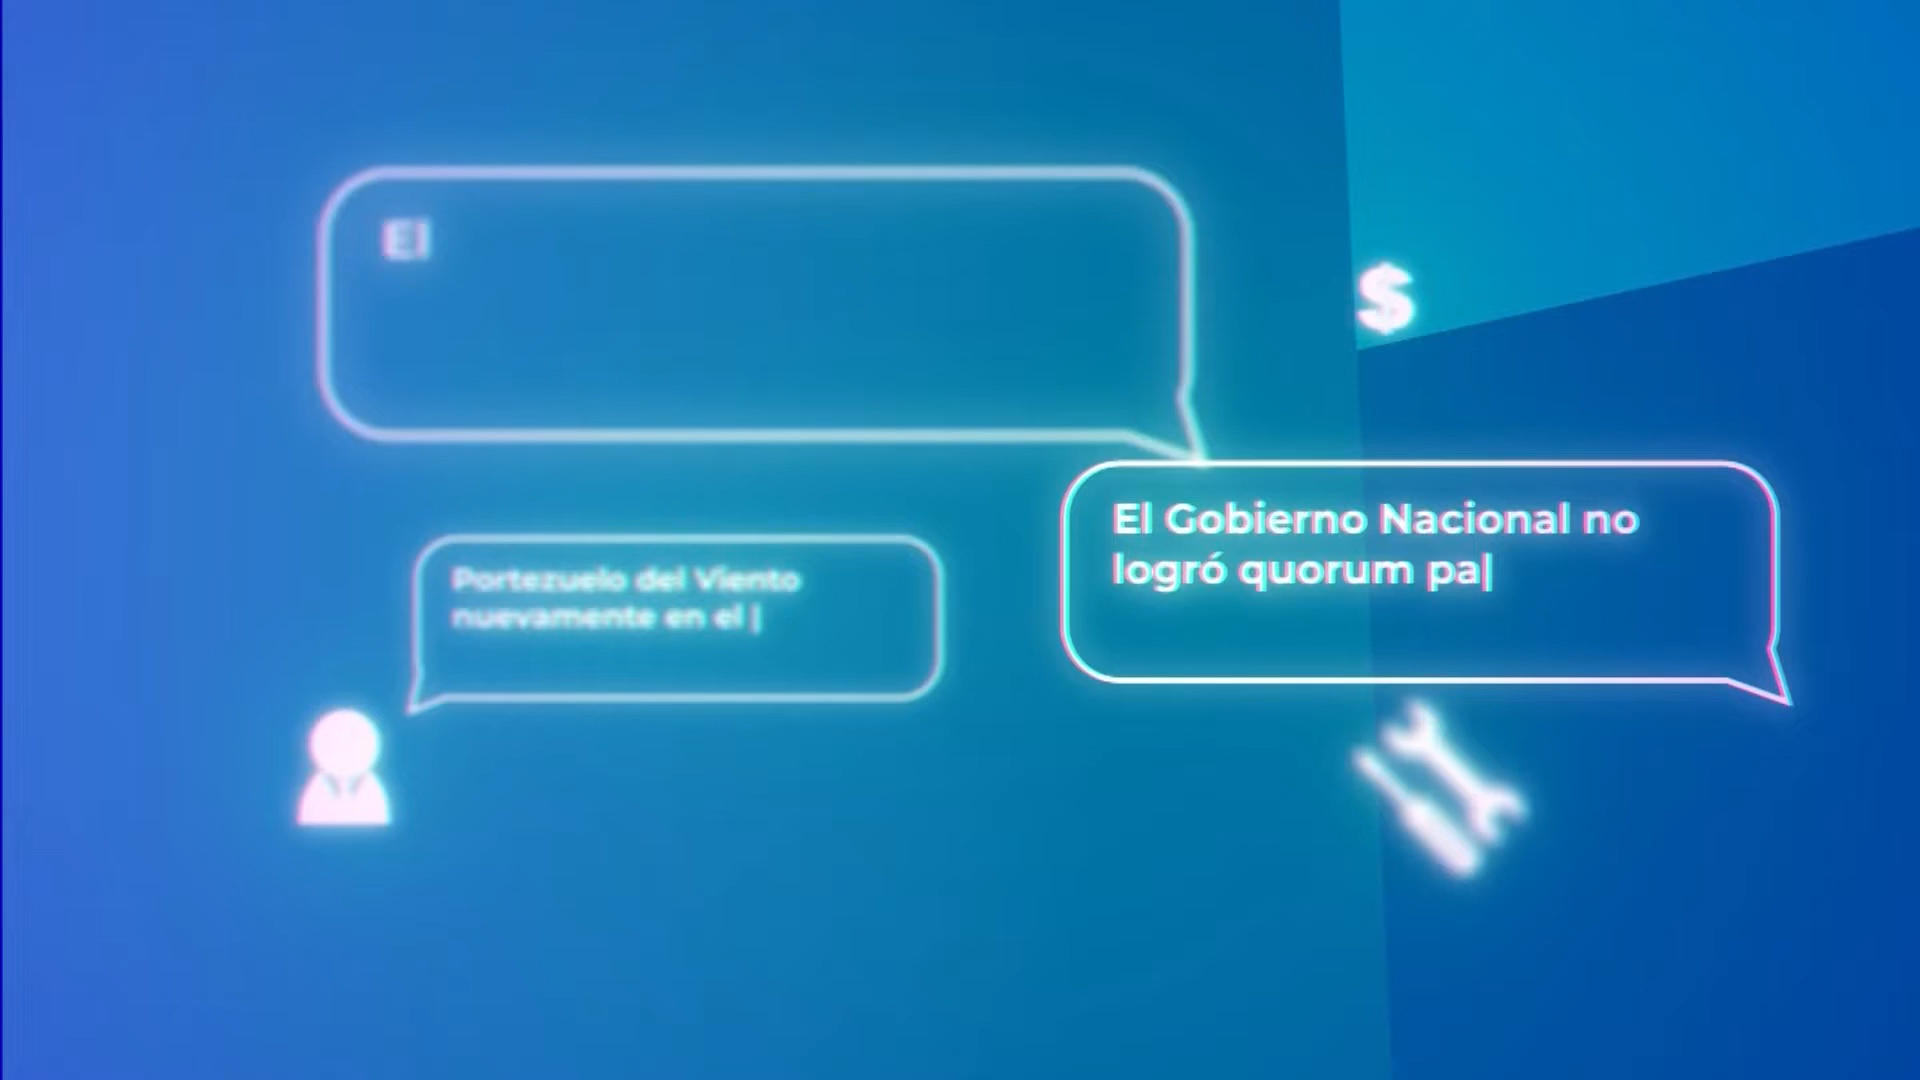 El
El Gobierno Nacional no
logró quorum pa|
Portezuelo del Viento
nuevamente en el |
$